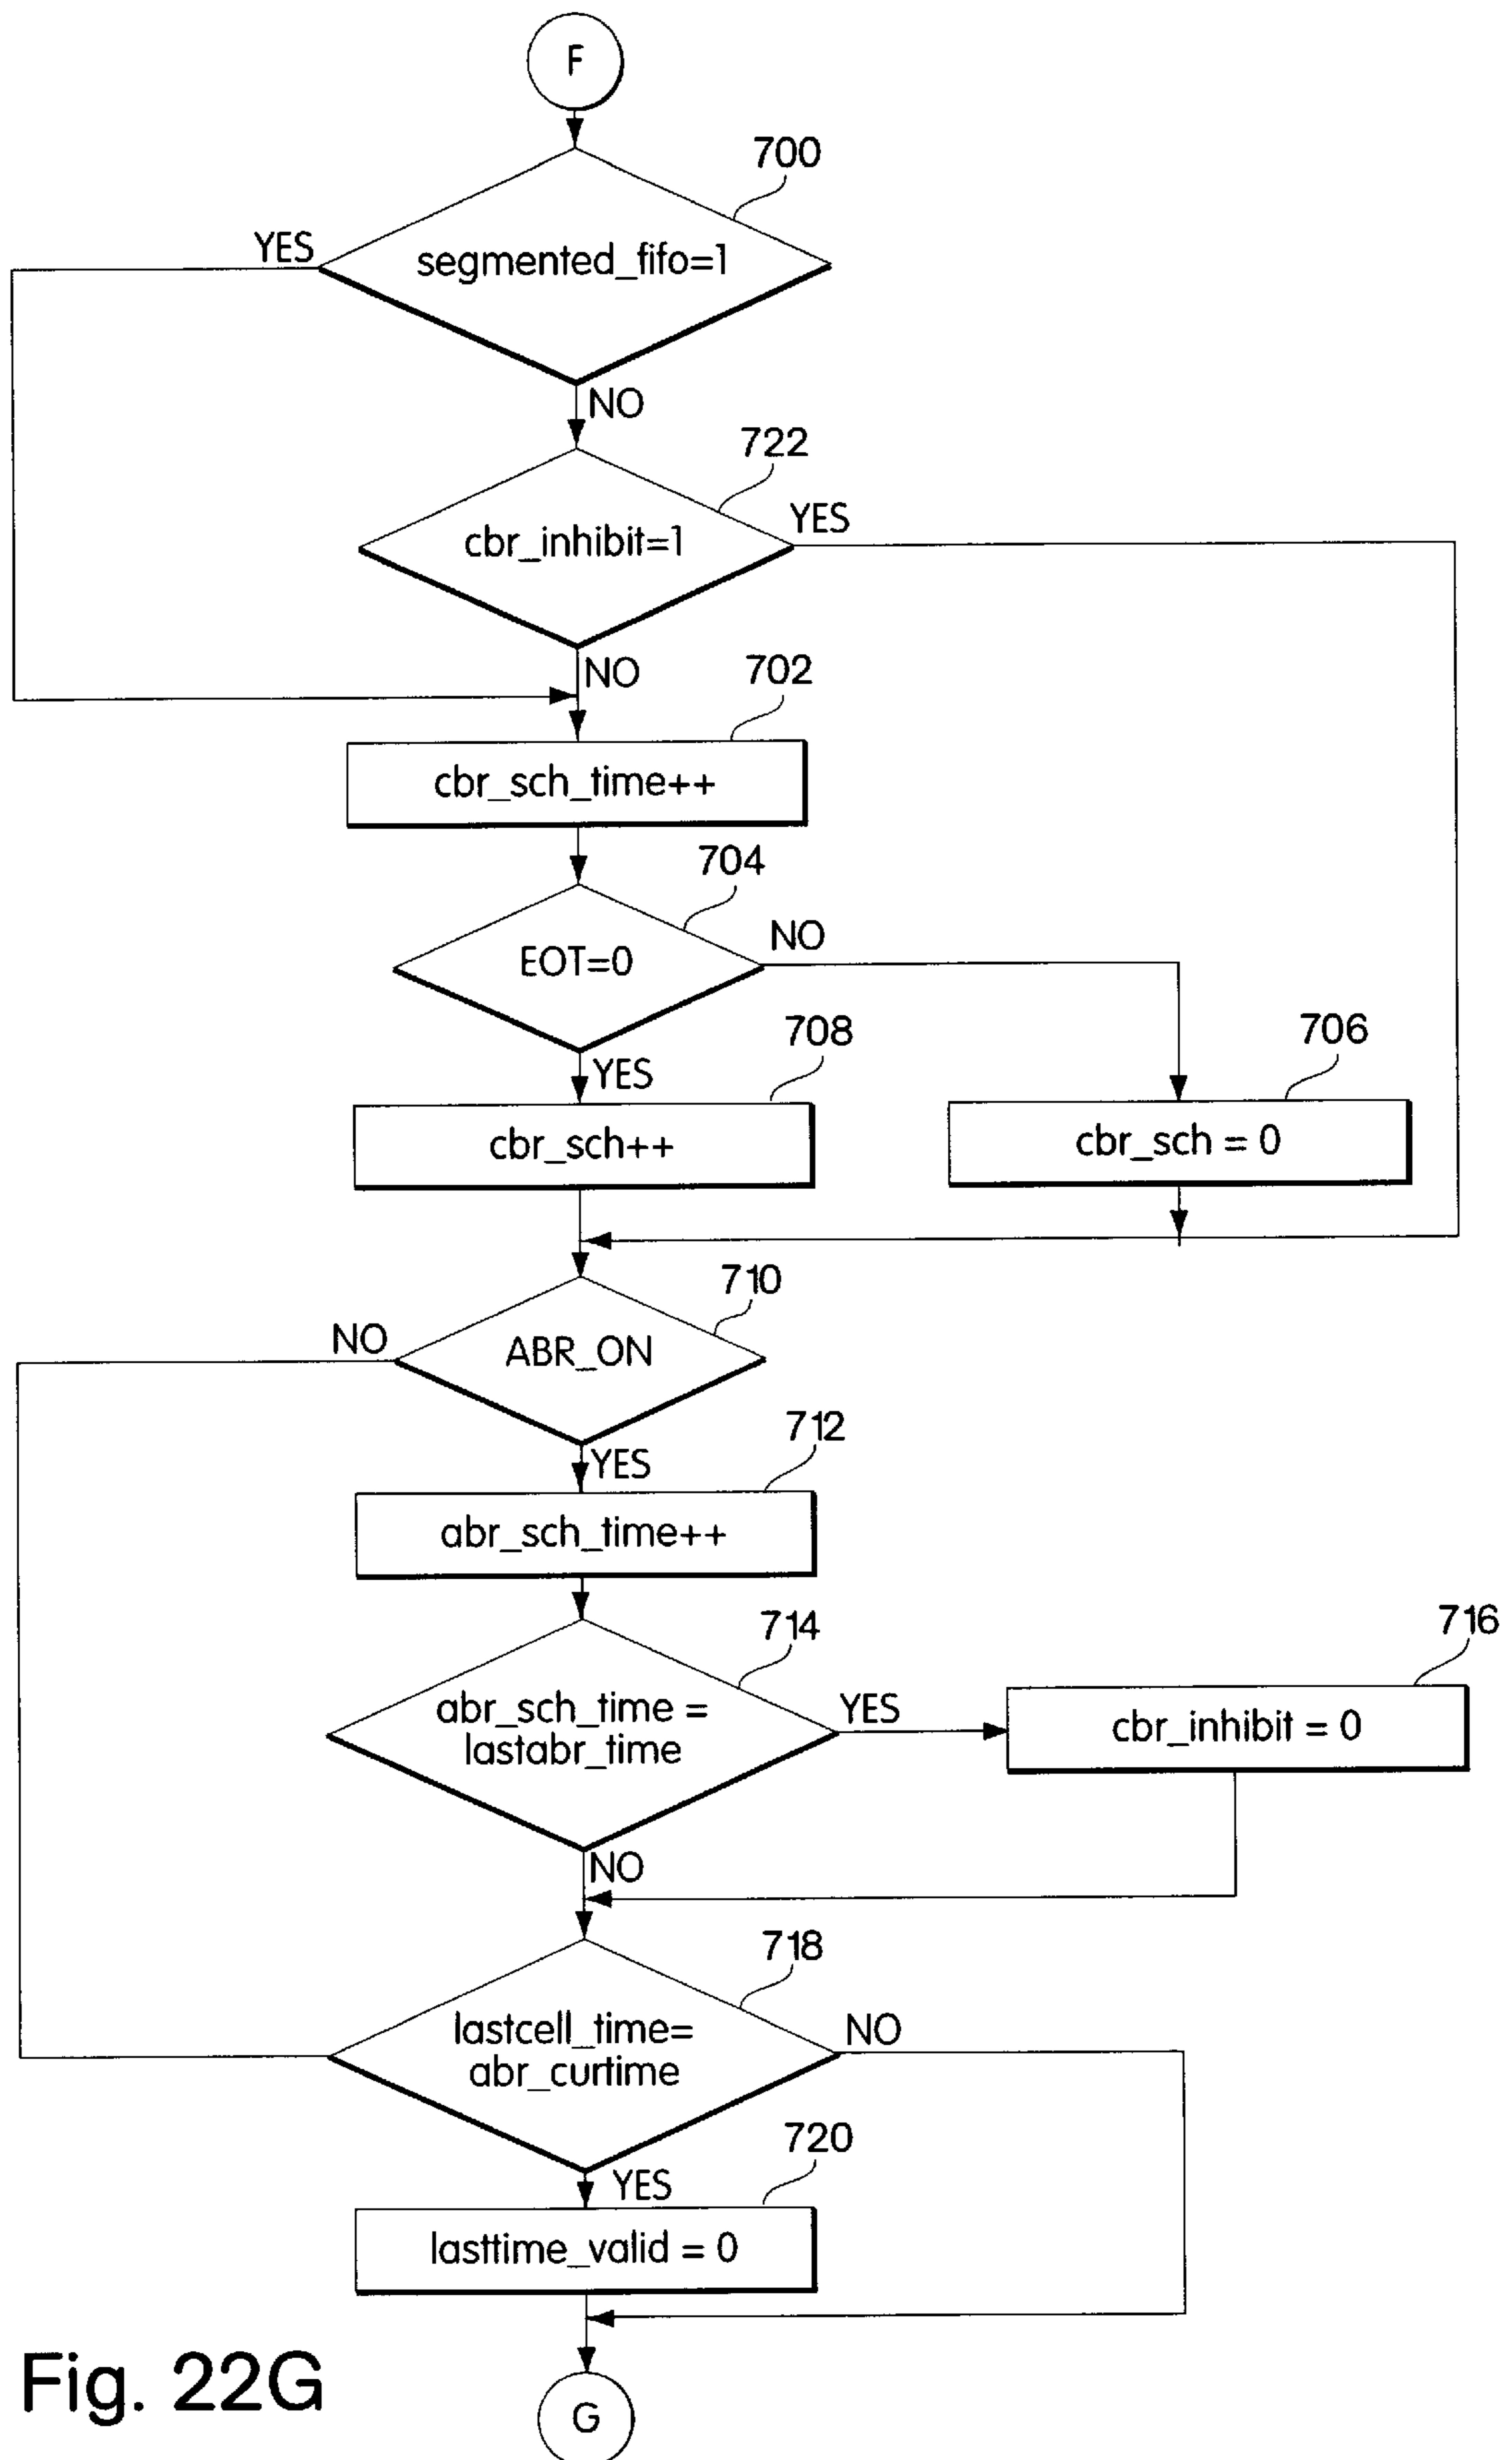 F
700
YES
segmented_fifo=1
NO
722
YES
cbr_inhibit=1
NO
702
cbr_sch_time++
704
NO
EOT=0
708
706
YES
cbr_sch++
cbr_sch = 0
710
NO
ABR_ON
712
YES
abr_sch_time++
714
716
abr_sch_time =
lastabr_time
YES
cbr_inhibit = 0
NO
718
lastcell_time=
abr_curtime
NO
720
YES
lasttime_valid = 0
Fig. 22G
G